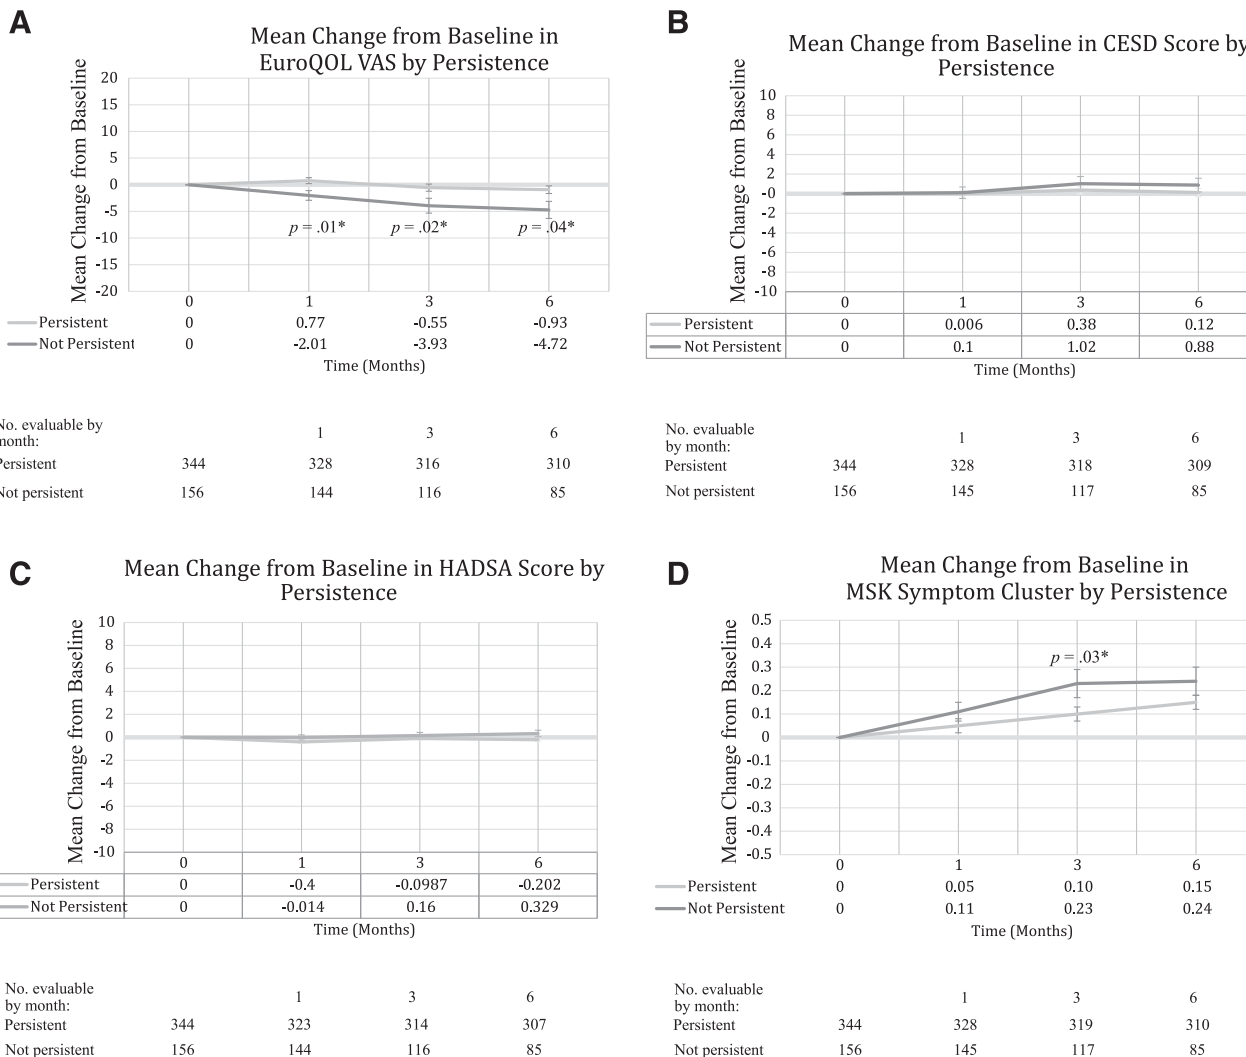 A
Mean Change from Baseline in
EuroQOL VAS by Persistence
Mean Change from Baseline
20
15
10
5
0
-5
-10
-15
-20
p = .01*
p = .02*
p = .04*
0 1 3 6
Persistent 0 0.77 -0.55 -0.93
Not Persistent 0 -2.01 -3.93 -4.72
Time (Months)
No. evaluable by
month: 1 3 6
Persistent 344 328 316 310
Not persistent 156 144 116 85
B
Mean Change from Baseline in CESD Score by
Persistence
Mean Change from Baseline
10
8
6
4
2
-0
-2
-4
-6
-8
-10
0 1 3 6
Persistent 0 0.006 0.38 0.12
Not Persistent 0 0.1 1.02 0.88
Time (Months)
No. evaluable
by month: 1 3 6
Persistent 344 328 318 309
Not persistent 156 145 117 85
C
Mean Change from Baseline in HADSA Score by
Persistence
Mean Change from Baseline
10
8
6
4
2
0
-2
-4
-6
-8
-10
0 1 3 6
Persistent 0 -0.4 -0.0987 -0.202
Not Persistent 0 -0.014 0.16 0.329
Time (Months)
No. evaluable
by month: 1 3 6
Persistent 344 323 314 307
Not persistent 156 144 116 85
D
Mean Change from Baseline in
MSK Symptom Cluster by Persistence
Mean Change from Baseline
0.5
0.4
0.3
0.2
0.1
0
-0.1
-0.2
-0.3
-0.4
-0.5
p = .03*
0 1 3 6
Persistent 0 0.05 0.10 0.15
Not Persistent 0 0.11 0.23 0.24
Time (Months)
No. evaluable
by month: 1 3 6
Persistent 344 328 319 310
Not persistent 156 145 117 85